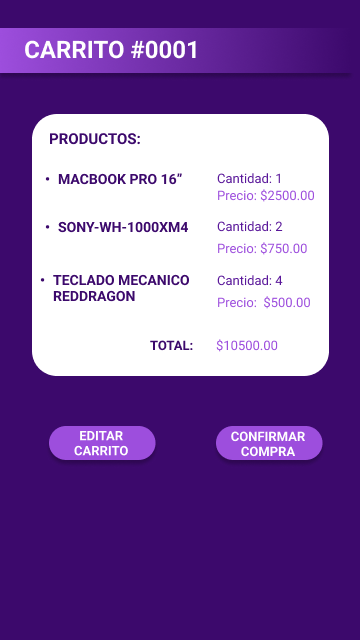 CARRITO #0001
PRODUCTOS:
• MACBOOK PRO 16” Cantidad: 1
Precio: $2500.00
• SONY-WH-1000XM4 Cantidad: 2
Precio: $750.00
• TECLADO MECANICO Cantidad: 4
REDDRAGON Precio: $500.00
TOTAL: $10500.00
EDITAR
CARRITO
CONFIRMAR
COMPRA